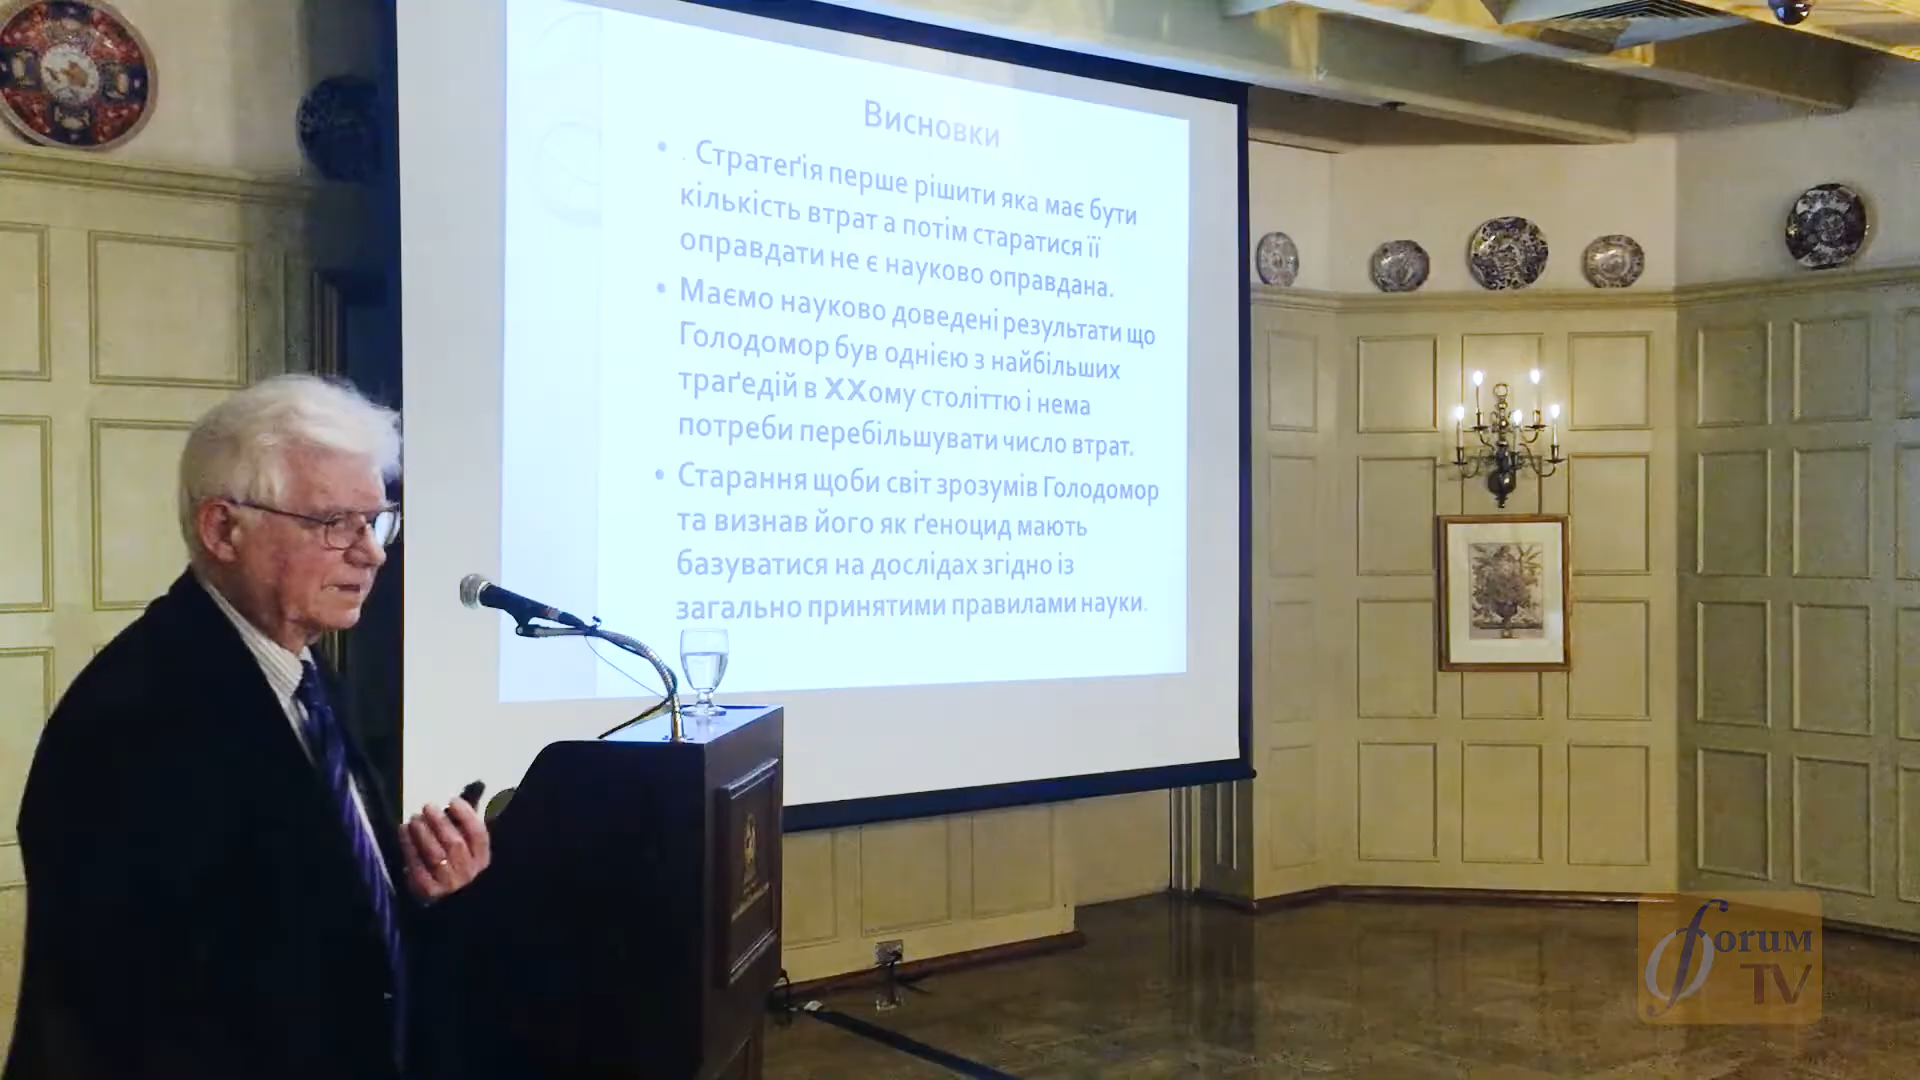 Висновки
. Стратеґія перше рішити яка має бути
кількість втрат а потім старатися її
оправдати не є науково оправдана.
Маємо науково доведені результати що
Голодомор був однією з найбільших
траґедій в ХХому століттю і нема
потреби перебільшувати число втрат.
Старання щоби світ зрозумів Голодомор
та визнав його як ґеноцид мають
базуватися на дослідах згідно із
загально принятими правилами науки.
forum
TV